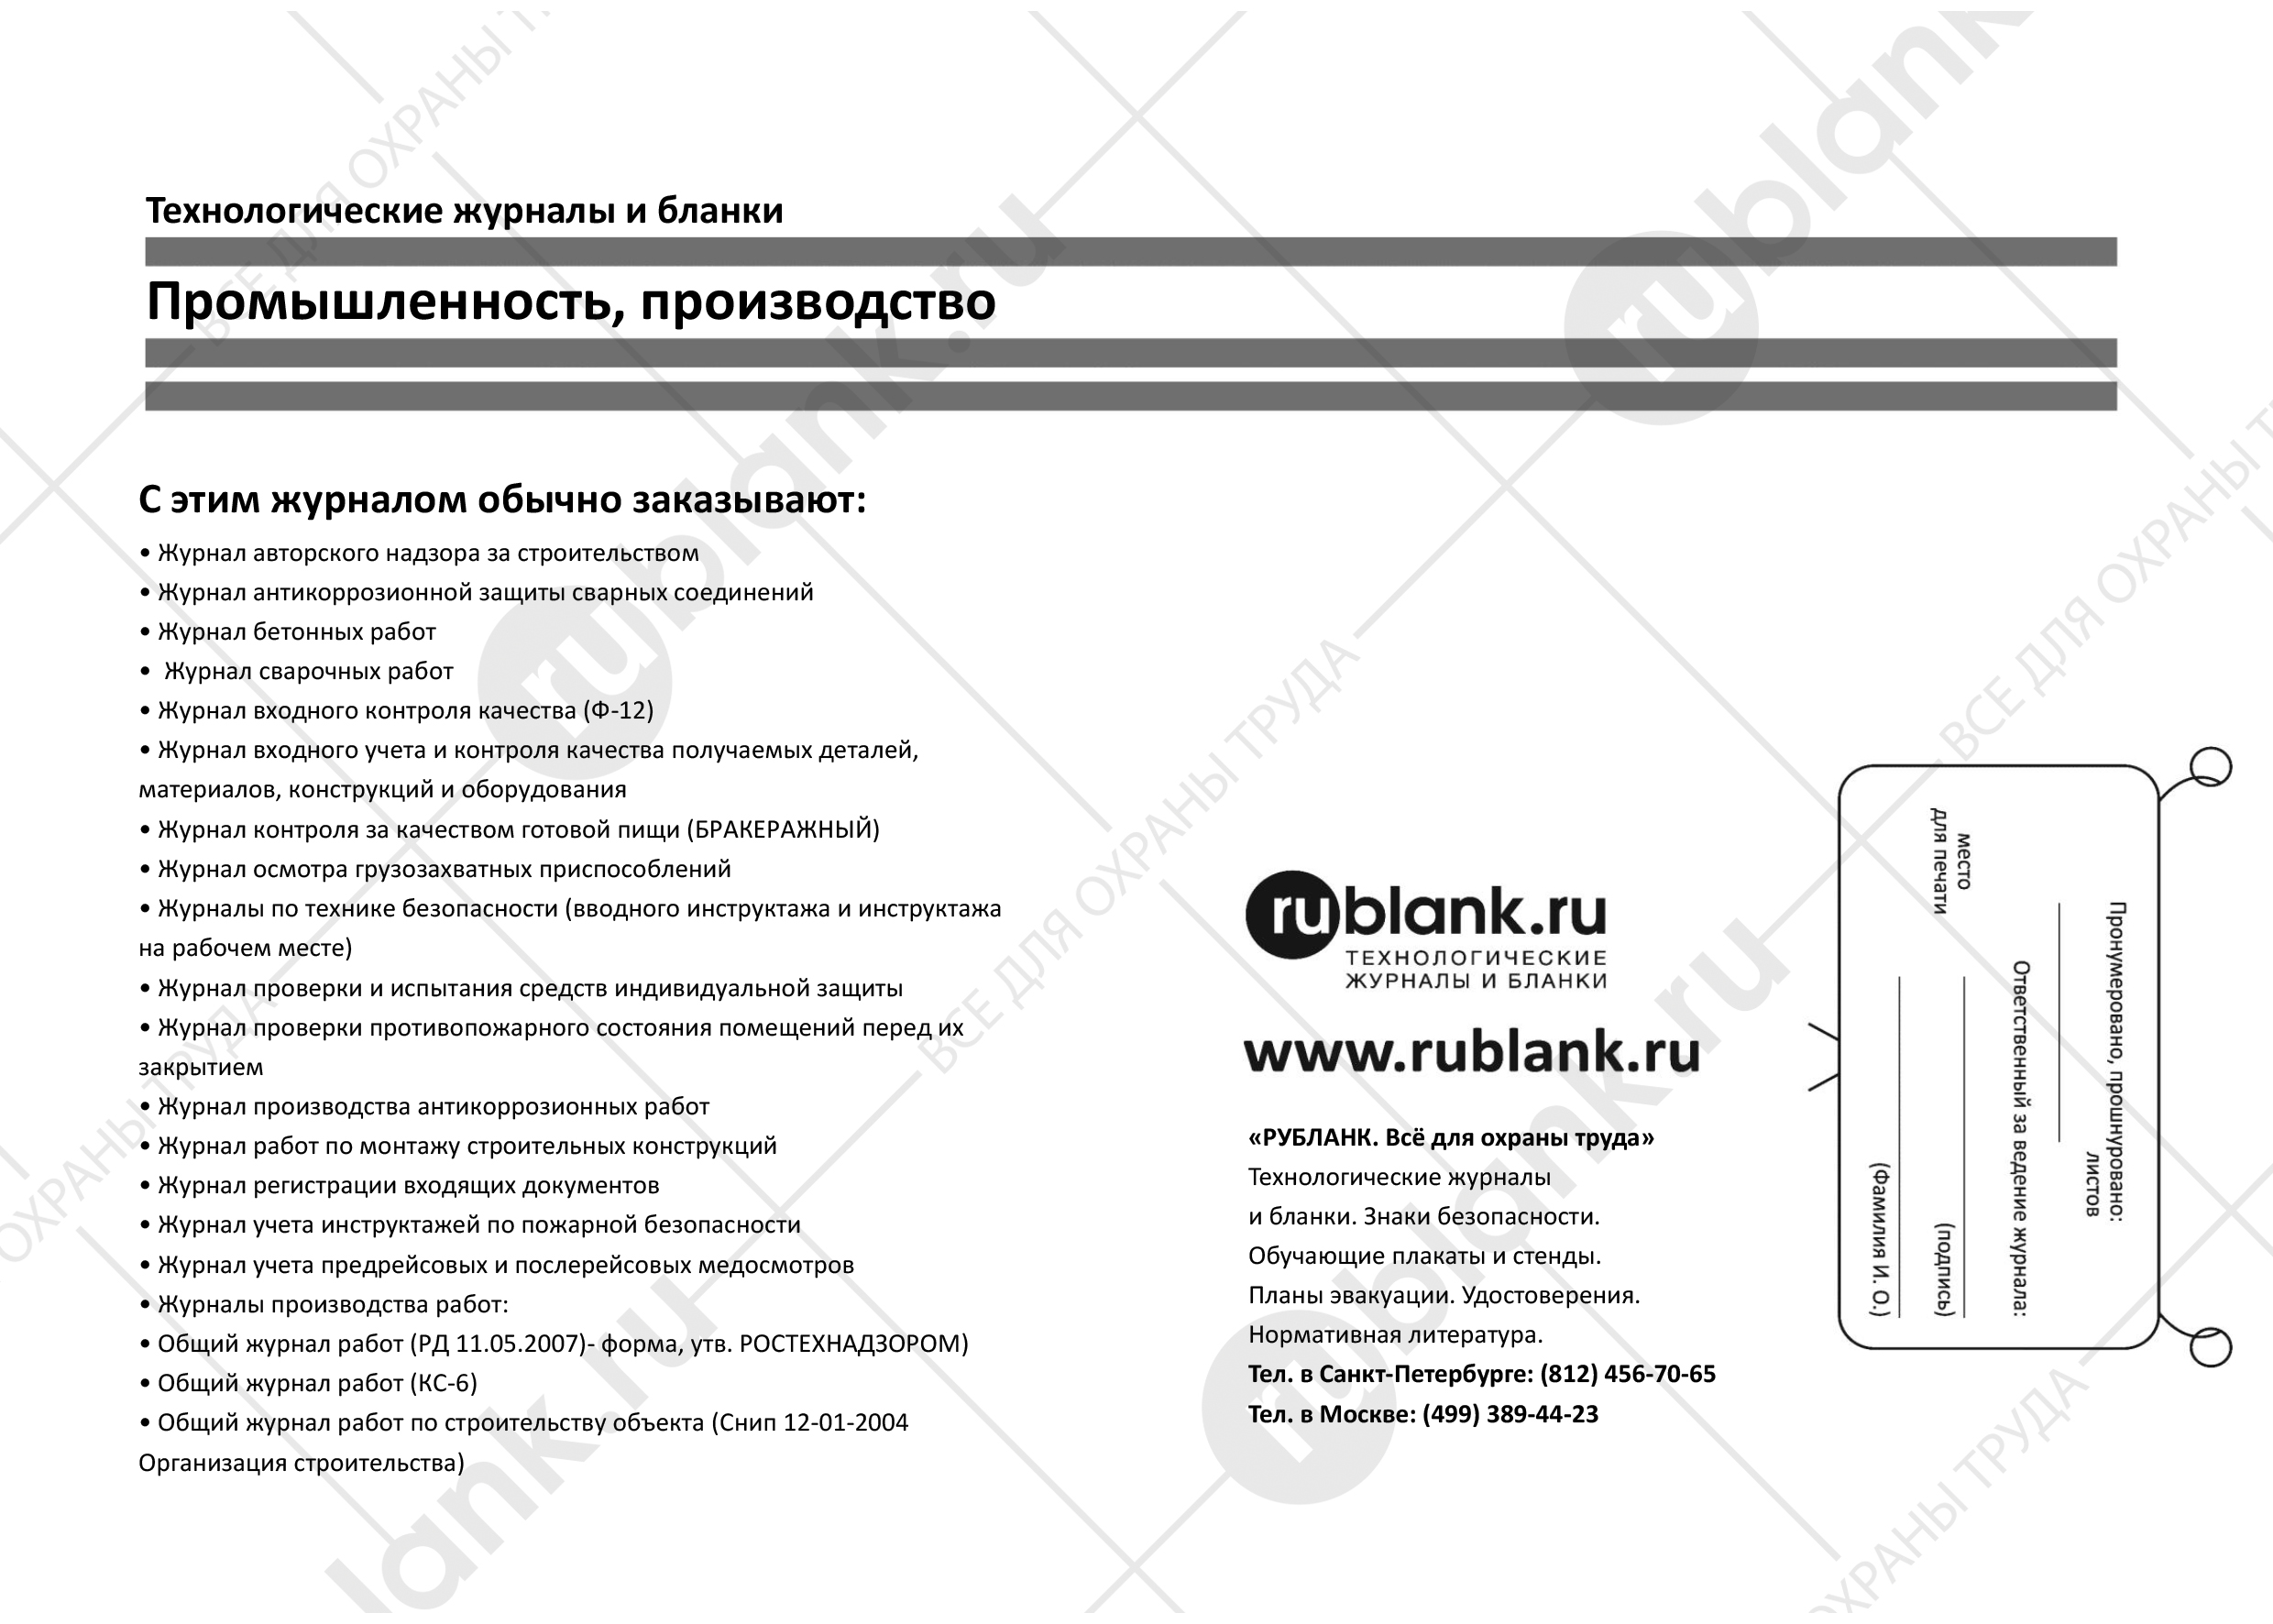 Технологические журналы и бланки
Промышленность, производство
С этим журналом обычно заказывают:
• Журнал авторского надзора за строительством
• Журнал антикоррозионной защиты сварных соединений
• Журнал бетонных работ
• Журнал сварочных работ
• Журнал входного контроля качества (Ф-12)
• Журнал входного учета и контроля качества получаемых деталей,
материалов, конструкций и оборудования
• Журнал контроля за качеством готовой пищи (БРАКЕРАЖНЫЙ)
• Журнал осмотра грузозахватных приспособлений
• Журналы по технике безопасности (вводного инструктажа и инструктажа
на рабочем месте)
• Журнал проверки и испытания средств индивидуальной защиты
• Журнал проверки противопожарного состояния помещений перед их
закрытием
• Журнал производства антикоррозионных работ
• Журнал работ по монтажу строительных конструкций
• Журнал регистрации входящих документов
• Журнал учета инструктажей по пожарной безопасности
• Журнал учета предрейсовых и послерейсовых медосмотров
• Журналы производства работ:
• Общий журнал работ (РД 11.05.2007)- форма, утв. РОСТЕХНАДЗОРОМ)
• Общий журнал работ (КС-6)
• Общий журнал работ по строительству объекта (Снип 12-01-2004
Организация строительства)
rublank.ru
ТЕХНОЛОГИЧЕСКИЕ
ЖУРНАЛЫ И БЛАНКИ
www.rublank.ru
«РУБЛАНК. Всё для охраны труда»
Технологические журналы
и бланки. Знаки безопасности.
Обучающие плакаты и стенды.
Планы эвакуации. Удостоверения.
Нормативная литература.
Тел. в Санкт-Петербурге: (812) 456-70-65
Тел. в Москве: (499) 389-44-23
Пронумеровано, прошнуровано:
листов
Ответственный за ведение журнала:
место
для печати
(подпись)
(Фамилия И. О.)
rublank.ru
ВСЕ ДЛЯ ОХРАНЫ ТРУДА